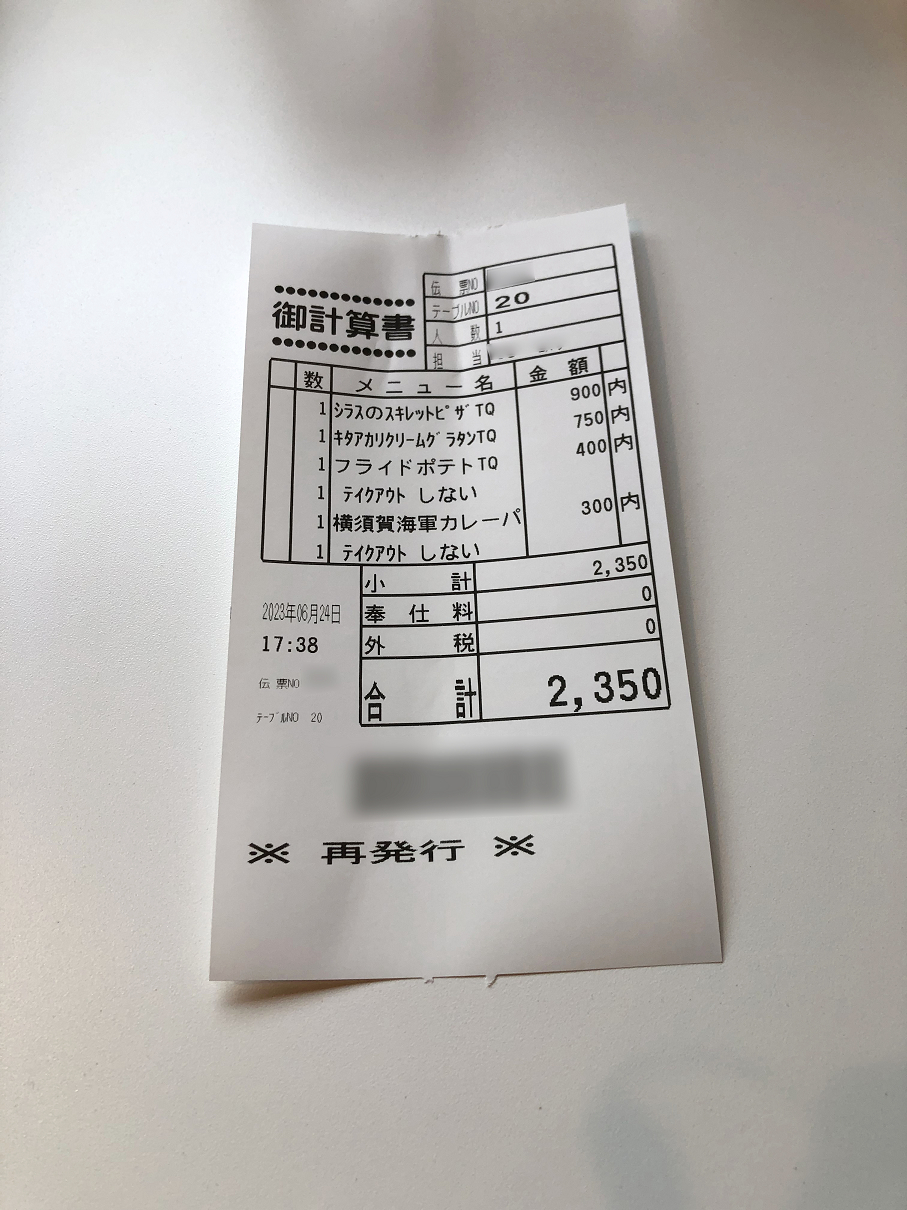 御計算書
伝票NO
テーブルNO 20
人数 1
担当
数 メニュー名 金額
1 シラスのスキレットピザTQ 900 内
1 キタアカリクリームグラタンTQ 750 内
1 フライドポテトTQ 400 内
1 テイクアウト しない
1 横須賀海軍カレーパ 300 内
1 テイクアウト しない
小計 2,350
奉仕料 0
外税 0
合計 2,350
2023年06月24日
17:38
伝票NO
テーブルNO 20
※ 再発行 ※